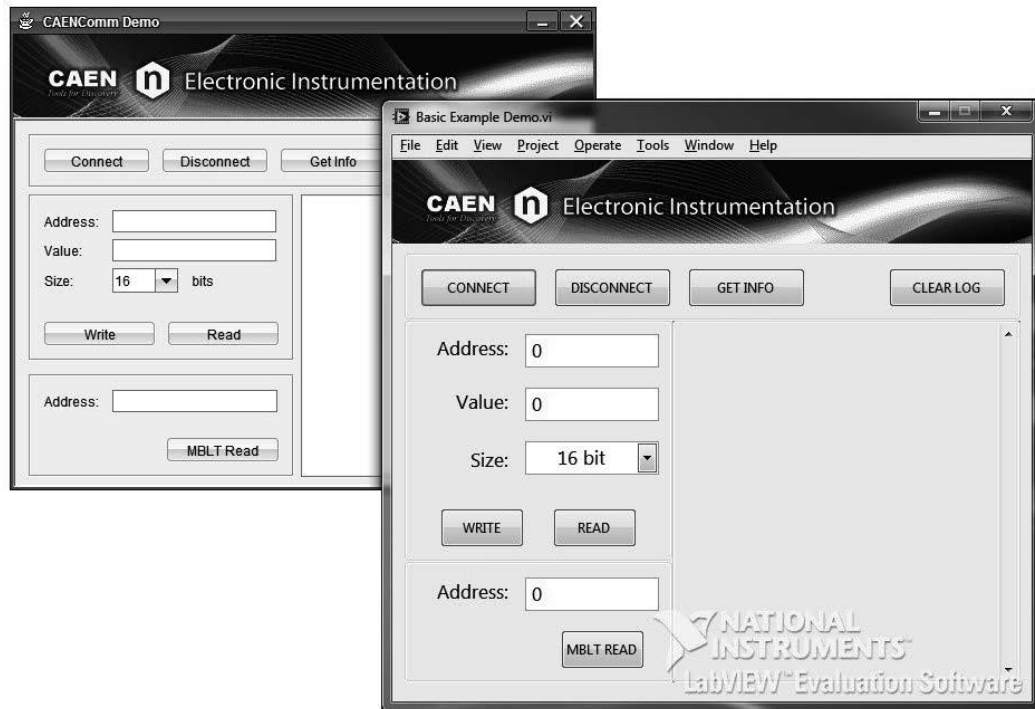 CAENComm Demo
CAEN n Electronic Instrumentation
Tools for Discovery
Connect Disconnect Get Info
Address:
Value:
Size: 16 bits
Write Read
Address:
MBLT Read
Basic Example Demo.vi
File Edit View Project Operate Tools Window Help
CAEN n Electronic Instrumentation
Tools for Discovery
CONNECT DISCONNECT GET INFO CLEAR LOG
Address: 0
Value: 0
Size: 16 bit
WRITE READ
Address: 0
MBLT READ
NATIONAL
INSTRUMENTS™
LabVIEW™ Evaluation Software